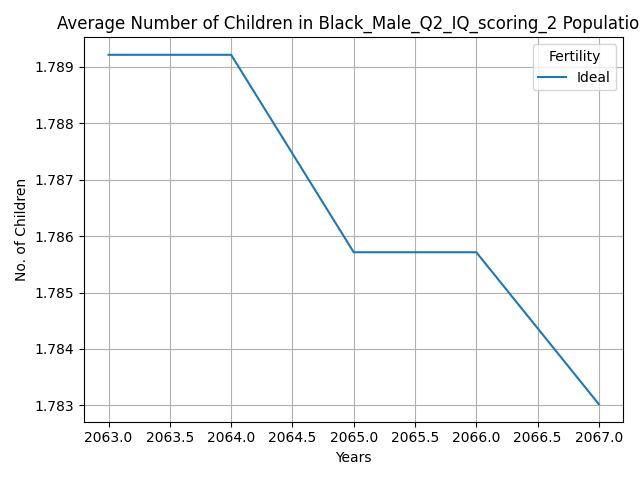 Average Number of Children in Black_Male_Q2_IQ_scoring_2 Populatio
Fertility
Ideal
1.789
1.788
1.787
1.786
1.785
1.784
1.783
No. of Children
2063.0 2063.5 2064.0 2064.5 2065.0 2065.5 2066.0 2066.5 2067.0
Years